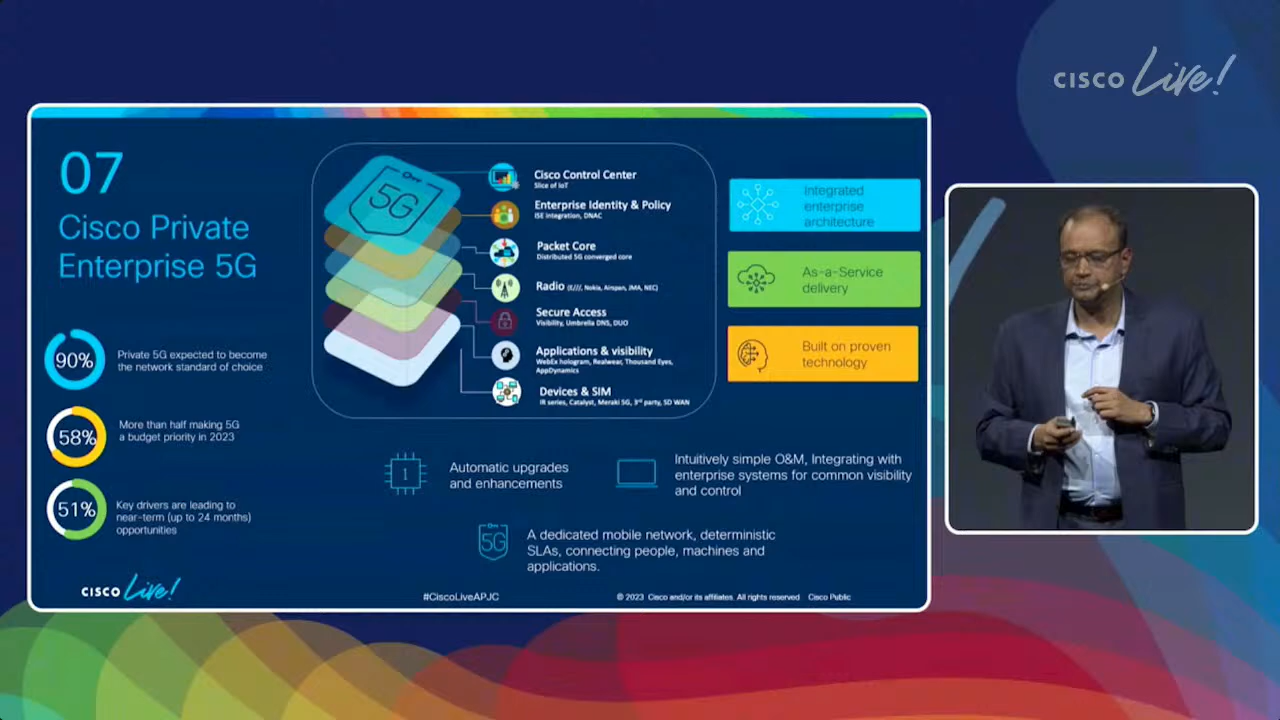 CISCO Live!
07
Cisco Private
Enterprise 5G
90%
Private 5G expected to become
the network standard of choice
58%
More than half making 5G
a budget priority in 2023
51%
Key drivers are leading to
near-term (up to 24 months)
opportunities
5G
Cisco Control Center
Slice of IoT
Enterprise Identity & Policy
ISE integration, DNAC
Packet Core
Distributed 5G converged core
Radio (E///, Nokia, Airspan, JMA, NEC)
Secure Access
Visibility, Umbrella DNS, DUO
Applications & visibility
WebEx hologram, Realwear, Thousand Eyes,
AppDynamics
Devices & SIM
IR series, Catalyst, Meraki 5G, 3rd party, SD WAN
Integrated
enterprise
architecture
As-a-Service
delivery
Built on proven
technology
1
Automatic upgrades
and enhancements
Intuitively simple O&M, Integrating with
enterprise systems for common visibility
and control
5G
A dedicated mobile network, deterministic
SLAs, connecting people, machines and
applications.
CISCO Live!
#CiscoLiveAPJC
© 2023 Cisco and/or its affiliates. All rights reserved Cisco Public